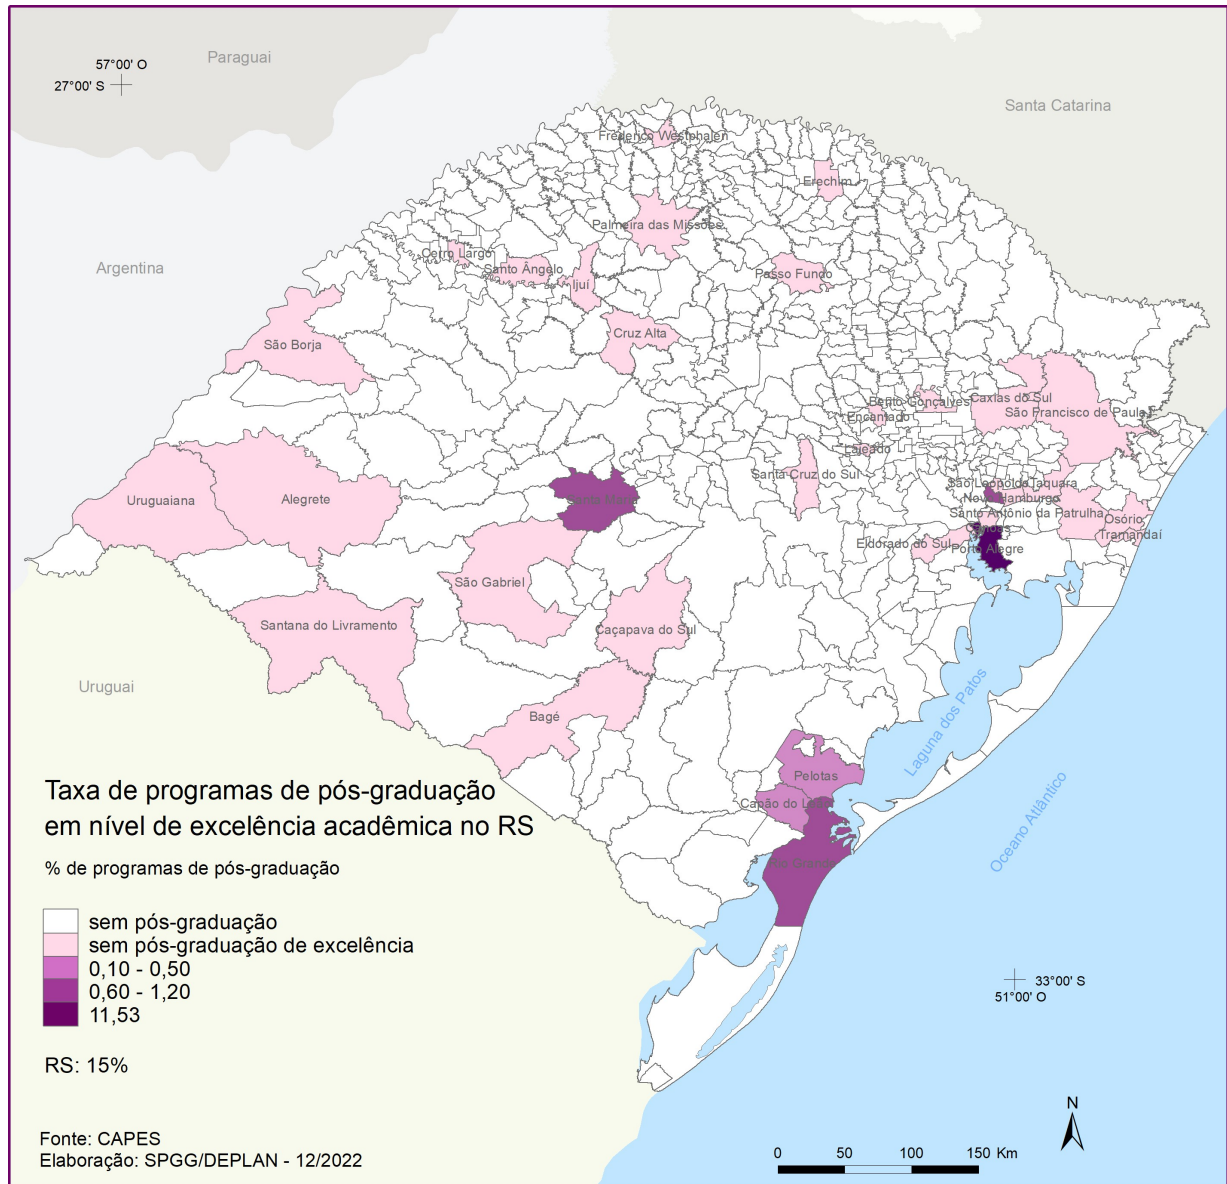 Paraguai
57°00' O
27°00' S
Santa Catarina
Frederico Westphalen
Erechim
Palmeira das Missões
Cerro Largo
Santo Ângelo
Ijuí
Passo Fundo
Argentina
São Borja
Cruz Alta
Bento Gonçalves
Caxias do Sul
São Francisco de Paula
Encantado
Lajeado
Santa Cruz do Sul
São Leopoldo
Taquara
Novo Hamburgo
Uruguaiana
Alegrete
Santa Maria
Santo Antônio da Patrulha
Osório
Canoas
Tramandaí
Eldorado do Sul
Porto Alegre
São Gabriel
Santana do Livramento
Caçapava do Sul
Uruguai
Bagé
Laguna dos Patos
Pelotas
Capão do Leão
Rio Grande
Oceano Atlântico
Taxa de programas de pós-graduação
em nível de excelência acadêmica no RS
% de programas de pós-graduação
sem pós-graduação
sem pós-graduação de excelência
0,10 - 0,50
0,60 - 1,20
11,53
33°00' S
51°00' O
RS: 15%
N
Fonte: CAPES
Elaboração: SPGG/DEPLAN - 12/2022
0 50 100 150 Km